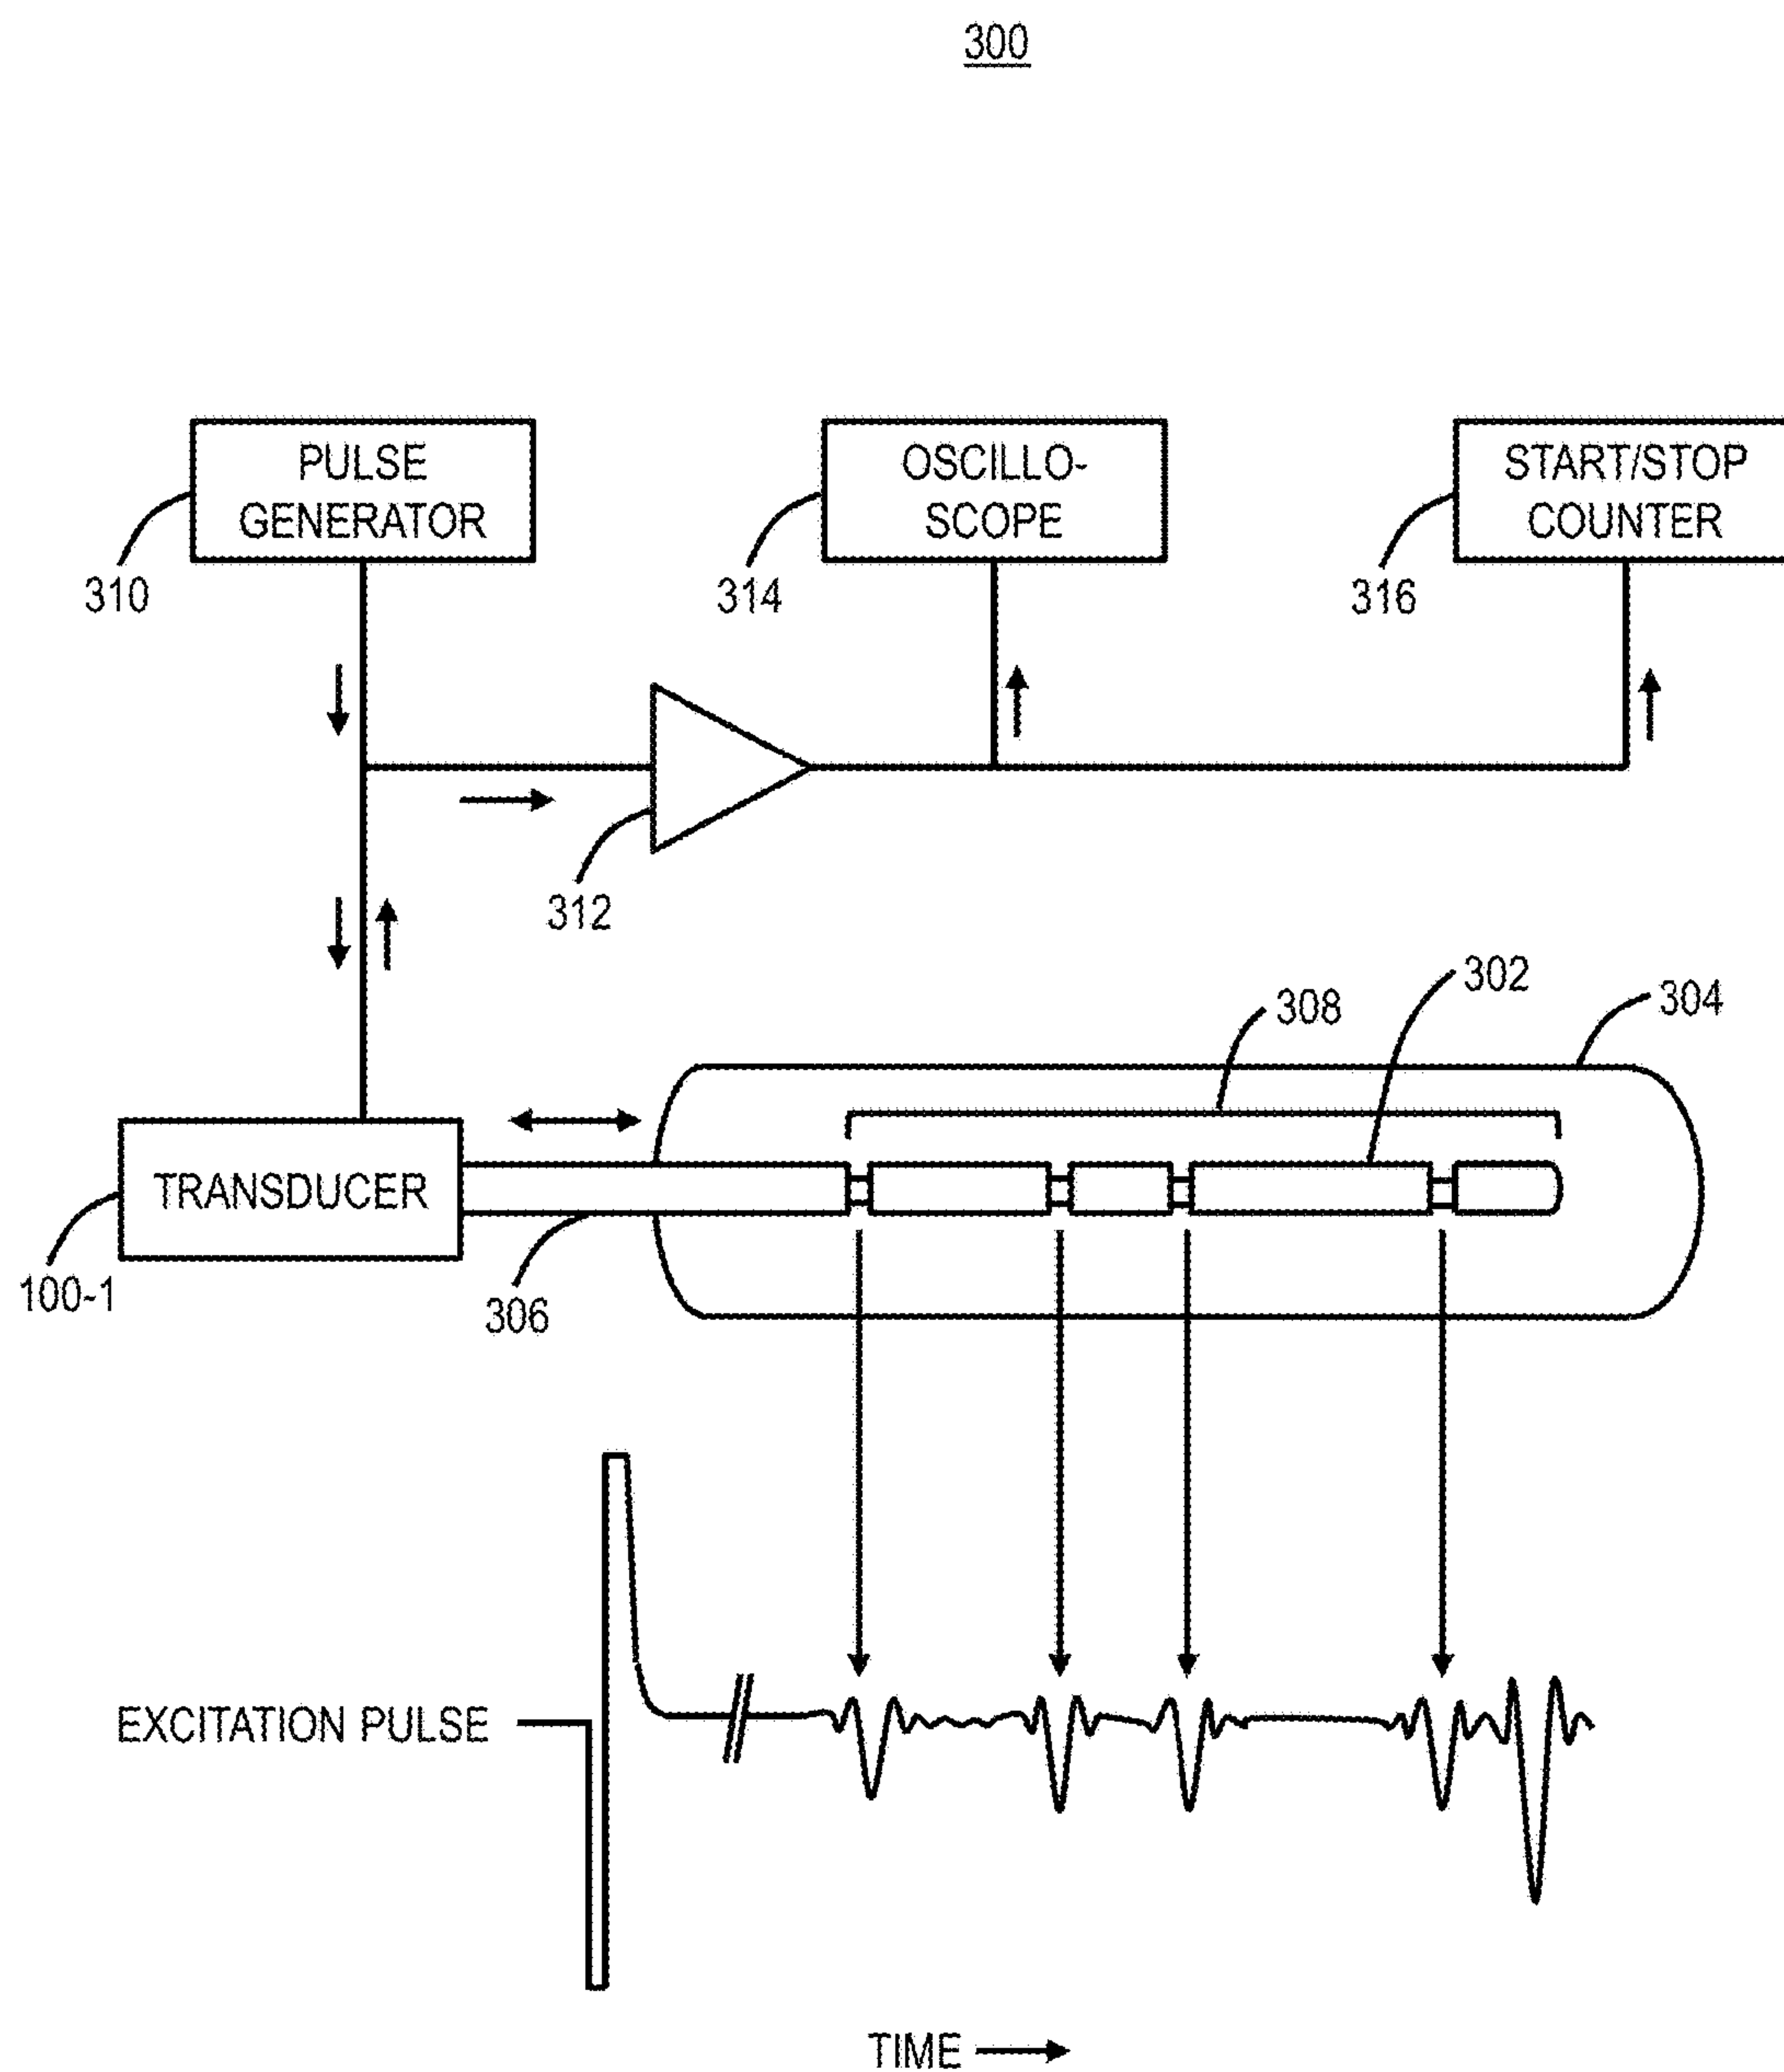 300
PULSE
GENERATOR
OSCILLO-
SCOPE
START/STOP
COUNTER
310
314
316
312
302
308
304
TRANSDUCER
100-1
306
EXCITATION PULSE
TIME